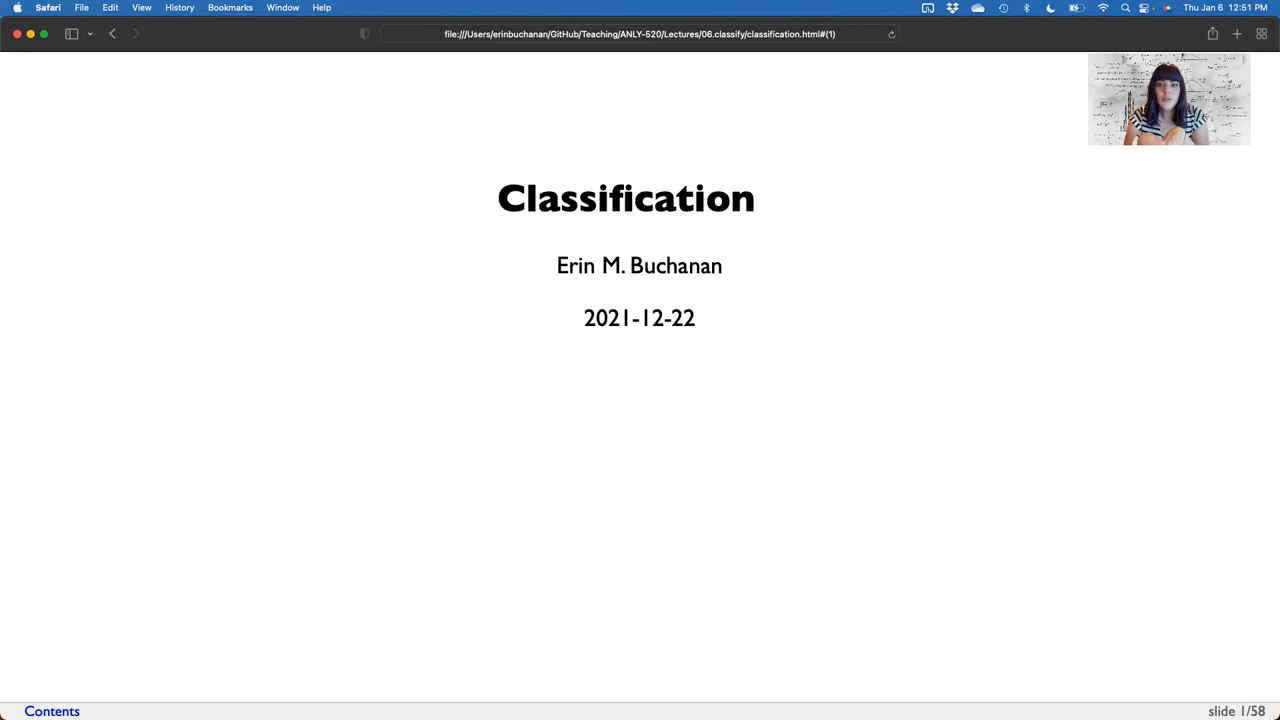 Safari File Edit View History Bookmarks Window Help Thu Jan 6 12:51 PM
file:///Users/erinbuchanan/GitHub/Teaching/ANLY-520/Lectures/06.classify/classification.html#(1)
Classification
Erin M. Buchanan
2021-12-22
Contents slide 1/58